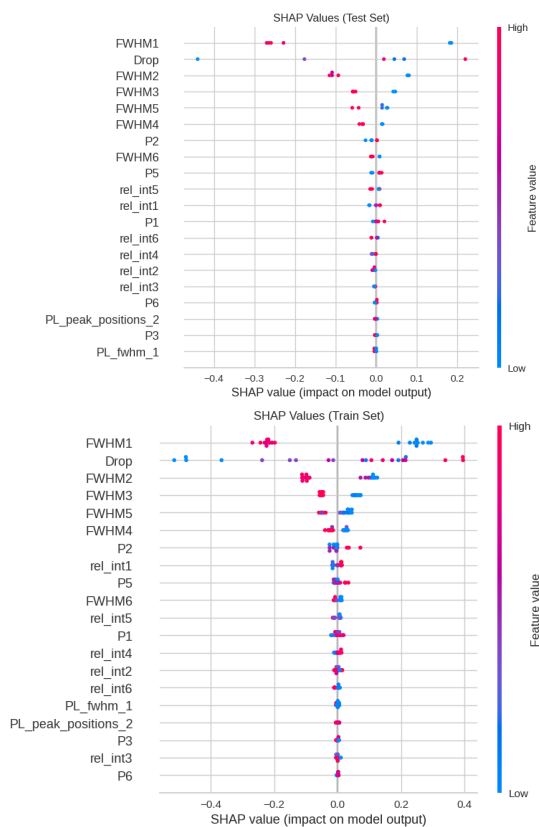 SHAP Values (Test Set)
High
FWHM1
Drop
FWHM2
FWHM3
FWHM5
FWHM4
P2
FWHM6
P5
rel_int5
rel_int1
P1
rel_int6
rel_int4
rel_int2
rel_int3
P6
PL_peak_positions_2
P3
PL_fwhm_1
Feature value
Low
−0.4 −0.3 −0.2 −0.1 0.0 0.1 0.2
SHAP value (impact on model output)
SHAP Values (Train Set)
High
FWHM1
Drop
FWHM2
FWHM3
FWHM5
FWHM4
P2
rel_int1
P5
FWHM6
rel_int5
P1
rel_int4
rel_int2
rel_int6
PL_fwhm_1
PL_peak_positions_2
P3
rel_int3
P6
Feature value
Low
−0.4 −0.2 0.0 0.2 0.4
SHAP value (impact on model output)